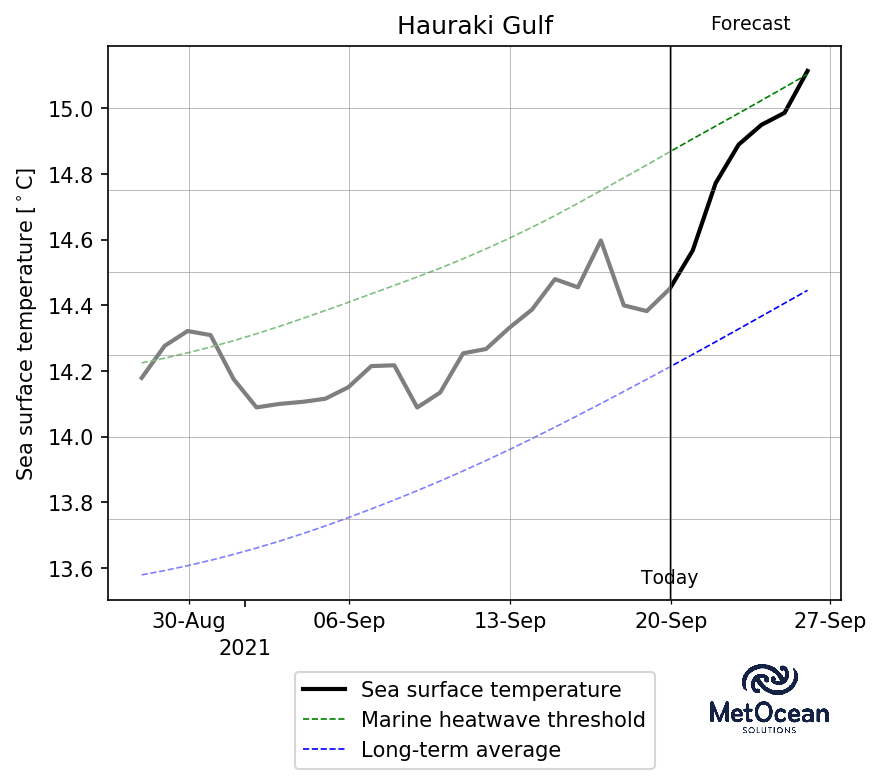 Hauraki Gulf
Forecast
Sea surface temperature [°C]
15.0
14.8
14.6
14.4
14.2
14.0
13.8
13.6
Today
30-Aug 06-Sep 13-Sep 20-Sep 27-Sep
2021
Sea surface temperature
Marine heatwave threshold
Long-term average
MetOcean
SOLUTIONS